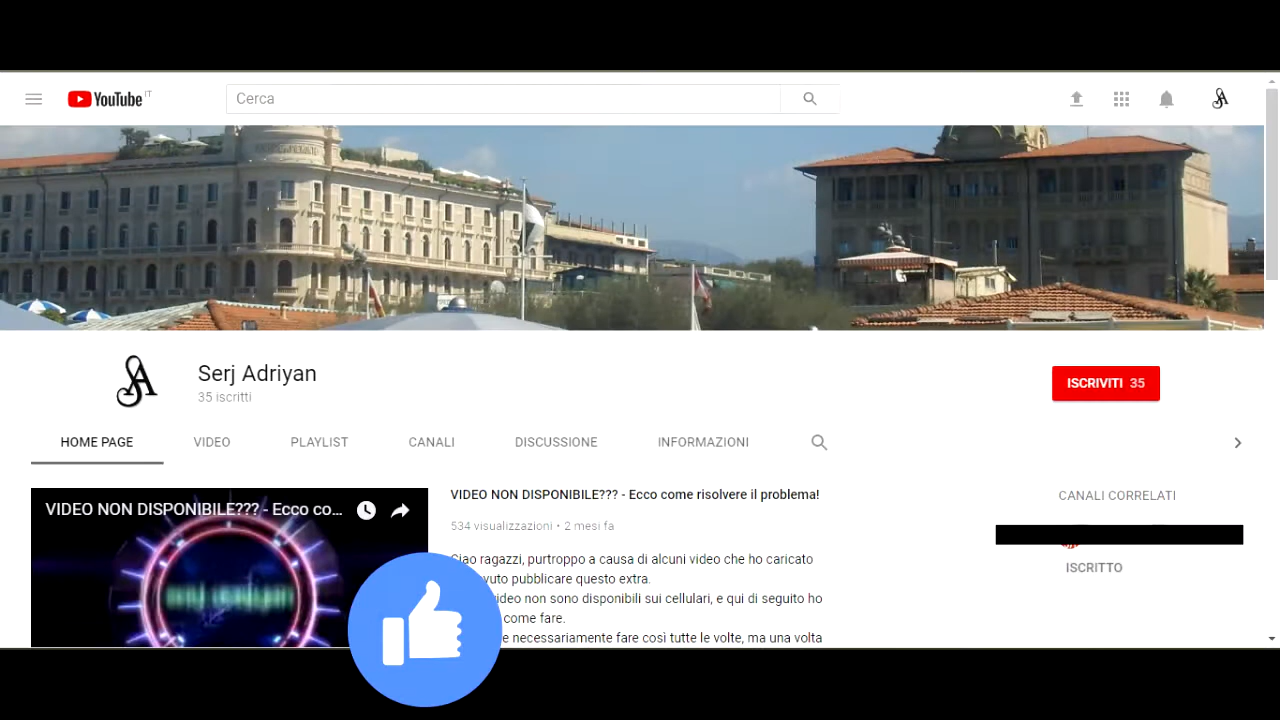 YouTube IT
Cerca
Serj Adriyan
35 iscritti
ISCRIVITI 35
HOME PAGE
VIDEO
PLAYLIST
CANALI
DISCUSSIONE
INFORMAZIONI
VIDEO NON DISPONIBILE??? - Ecco co...
VIDEO NON DISPONIBILE??? - Ecco come risolvere il problema!
534 visualizzazioni • 2 mesi fa
Ciao ragazzi, purtroppo a causa di alcuni video che ho caricato
vuto pubblicare questo extra.
ideo non sono disponibili sui cellulari, e qui di seguito ho
come fare.
e necessariamente fare così tutte le volte, ma una volta
CANALI CORRELATI
ISCRITTO